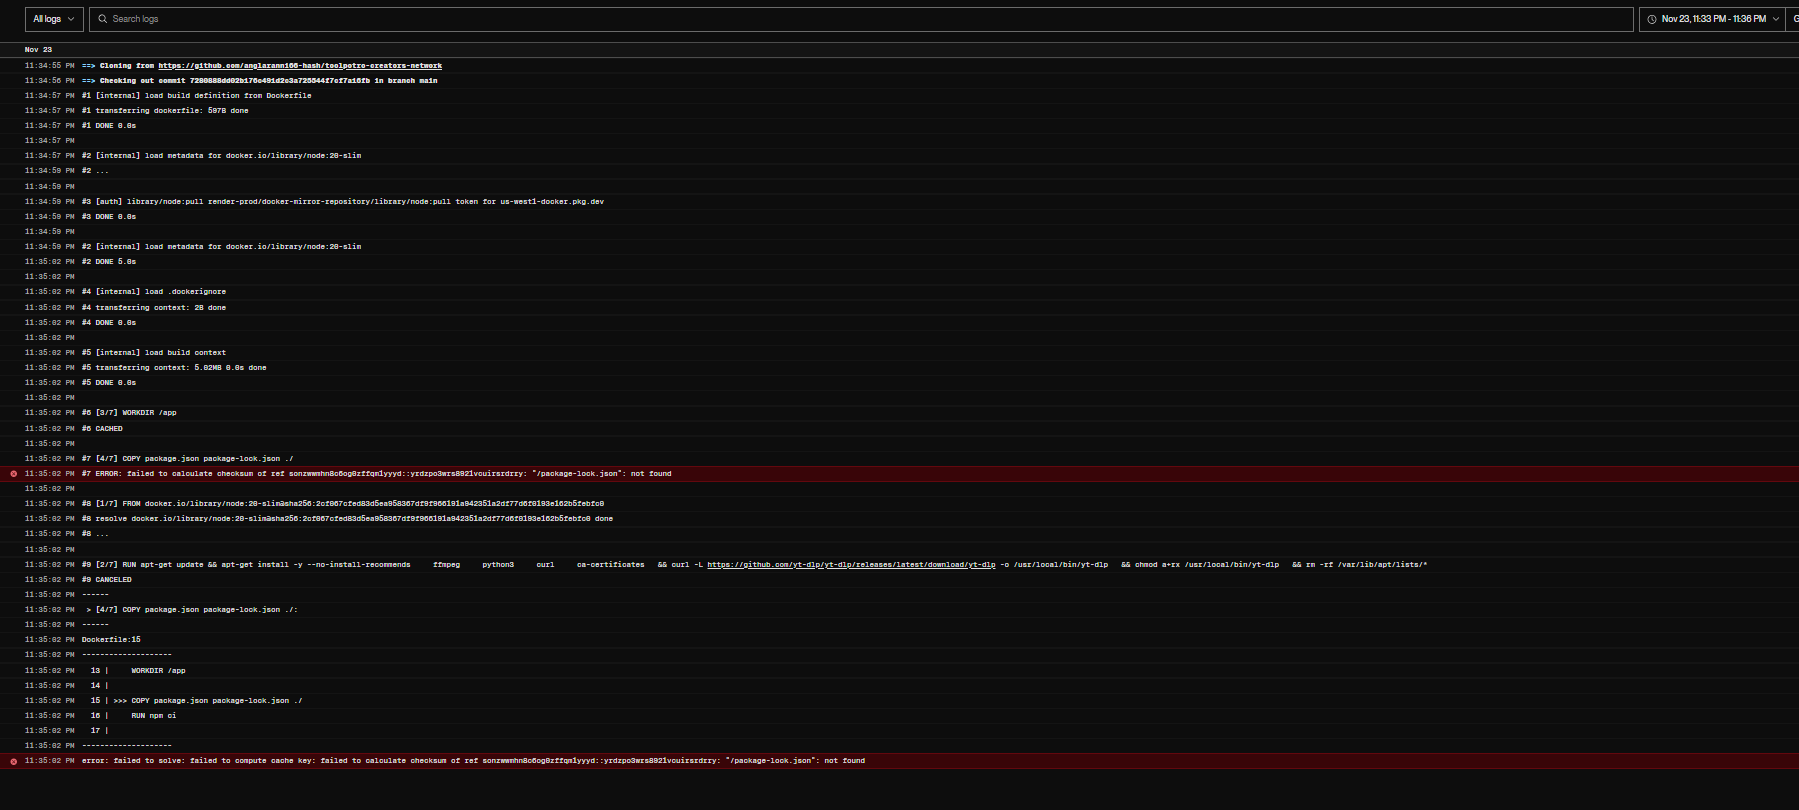 All logs
Search logs
Nov 23, 11:33 PM - 11:36 PM
G
Nov 23
11:34:55 PM ==> Cloning from https://github.com/anglarann166-hash/toolpotro-creators-network
11:34:56 PM ==> Checking out commit in branch main
11:34:57 PM #1 [internal] load build definition from Dockerfile
11:34:57 PM #1 transferring dockerfile: 597B done
11:34:57 PM #1 DONE 0.0s
11:34:57 PM
11:34:57 PM #2 [internal] load metadata for docker.io/library/node:20-slim
11:34:59 PM #2 ...
11:34:59 PM
11:34:59 PM #3 [auth] library/node:pull render-prod/docker-mirror-repository/library/node:pull token for us-west1-docker.pkg.dev
11:34:59 PM #3 DONE 0.0s
11:34:59 PM
11:34:59 PM #2 [internal] load metadata for docker.io/library/node:20-slim
11:35:02 PM #2 DONE 5.0s
11:35:02 PM
11:35:02 PM #4 [internal] load .dockerignore
11:35:02 PM #4 transferring context: 2B done
11:35:02 PM #4 DONE 0.0s
11:35:02 PM
11:35:02 PM #5 [internal] load build context
11:35:02 PM #5 transferring context: 5.02MB 0.0s done
11:35:02 PM #5 DONE 0.0s
11:35:02 PM
11:35:02 PM #6 [3/7] WORKDIR /app
11:35:02 PM #6 CACHED
11:35:02 PM
11:35:02 PM #7 [4/7] COPY package.json package-lock.json ./
11:35:02 PM #7 ERROR: failed to calculate checksum of ref "/package-lock.json": not found
11:35:02 PM
11:35:02 PM #8 [1/7] FROM
11:35:02 PM #8 resolve done
11:35:02 PM #8 ...
11:35:02 PM
11:35:02 PM #9 [2/7] RUN apt-get update && apt-get install -y --no-install-recommends ffmpeg python3 curl ca-certificates && curl -L https://github.com/yt-dlp/yt-dlp/releases/latest/download/yt-dlp -o /usr/local/bin/yt-dlp && chmod a+rx /usr/local/bin/yt-dlp && rm -rf /var/lib/apt/lists/*
11:35:02 PM #9 CANCELED
11:35:02 PM ------
11:35:02 PM > [4/7] COPY package.json package-lock.json ./:
11:35:02 PM ------
11:35:02 PM Dockerfile:15
11:35:02 PM --------------------
11:35:02 PM 13 | WORKDIR /app
11:35:02 PM 14 |
11:35:02 PM 15 | >>> COPY package.json package-lock.json ./
11:35:02 PM 16 | RUN npm ci
11:35:02 PM 17 |
11:35:02 PM --------------------
11:35:02 PM error: failed to solve: failed to compute cache key: failed to calculate checksum of ref "/package-lock.json": not found